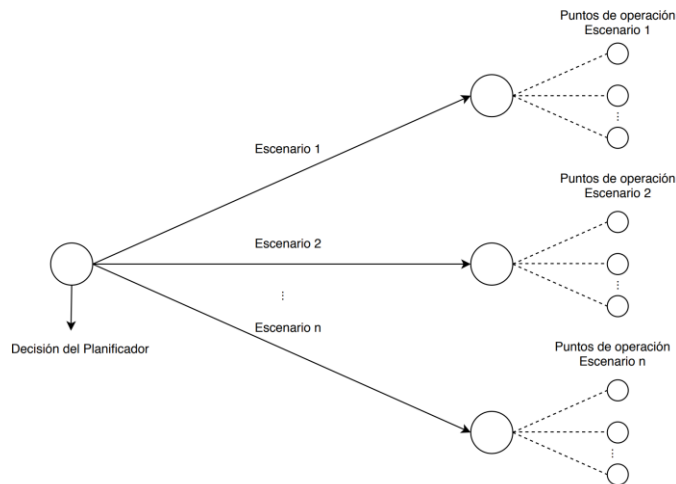 Puntos de operación
Escenario 1
Escenario 1
Puntos de operación
Escenario 2
Escenario 2
...
Escenario n
Decisión del Planificador
Puntos de operación
Escenario n